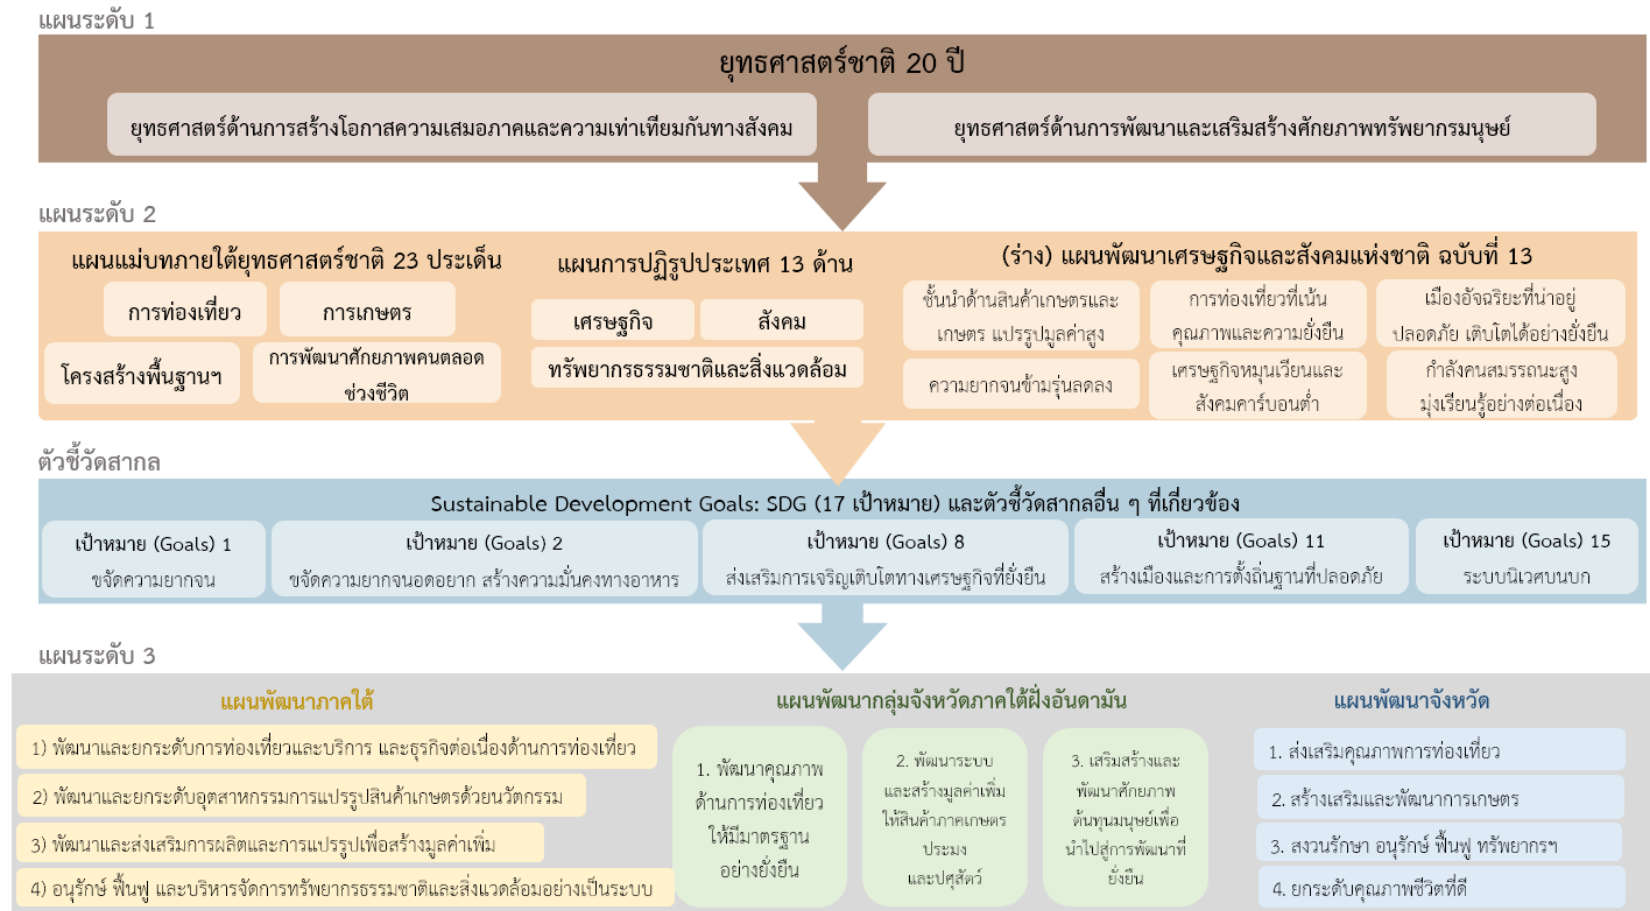 แผนระดับ 1
ยุทธศาสตร์ชาติ 20 ปี
ยุทธศาสตร์ด้านการสร้างโอกาสความเสมอภาคและความเท่าเทียมกันทางสังคม
ยุทธศาสตร์ด้านการพัฒนาและเสริมสร้างศักยภาพทรัพยากรมนุษย์
แผนระดับ 2
แผนแม่บทภายใต้ยุทธศาสตร์ชาติ 23 ประเด็น
การท่องเที่ยว
การเกษตร
โครงสร้างพื้นฐานฯ
การพัฒนาศักยภาพคนตลอด
ช่วงชีวิต
แผนการปฏิรูปประเทศ 13 ด้าน
เศรษฐกิจ
สังคม
ทรัพยากรธรรมชาติและสิ่งแวดล้อม
(ร่าง) แผนพัฒนาเศรษฐกิจและสังคมแห่งชาติ ฉบับที่ 13
ชั้นนำด้านสินค้าเกษตรและ
เกษตร แปรรูปมูลค่าสูง
การท่องเที่ยวที่เน้น
คุณภาพและความยั่งยืน
เมืองอัจฉริยะที่น่าอยู่
ปลอดภัย เติบโตได้อย่างยั่งยืน
ความยากจนข้ามรุ่นลดลง
เศรษฐกิจหมุนเวียนและ
สังคมคาร์บอนต่ำ
กำลังคนสมรรถนะสูง
มุ่งเรียนรู้อย่างต่อเนื่อง
ตัวชี้วัดสากล
Sustainable Development Goals: SDG (17 เป้าหมาย) และตัวชี้วัดสากลอื่น ๆ ที่เกี่ยวข้อง
เป้าหมาย (Goals) 1
ขจัดความยากจน
เป้าหมาย (Goals) 2
ขจัดความยากจนอดอยาก สร้างความมั่นคงทางอาหาร
เป้าหมาย (Goals) 8
ส่งเสริมการเจริญเติบโตทางเศรษฐกิจที่ยั่งยืน
เป้าหมาย (Goals) 11
สร้างเมืองและการตั้งถิ่นฐานที่ปลอดภัย
เป้าหมาย (Goals) 15
ระบบนิเวศบนบก
แผนระดับ 3
แผนพัฒนาภาคใต้
1) พัฒนาและยกระดับการท่องเที่ยวและบริการ และธุรกิจต่อเนื่องด้านการท่องเที่ยว
2) พัฒนาและยกระดับอุตสาหกรรมการแปรรูปสินค้าเกษตรด้วยนวัตกรรม
3) พัฒนาและส่งเสริมการผลิตและการแปรรูปเพื่อสร้างมูลค่าเพิ่ม
4) อนุรักษ์ ฟื้นฟู และบริหารจัดการทรัพยากรธรรมชาติและสิ่งแวดล้อมอย่างเป็นระบบ
แผนพัฒนากลุ่มจังหวัดภาคใต้ฝั่งอันดามัน
1. พัฒนาคุณภาพ
ด้านการท่องเที่ยว
ให้มีมาตรฐาน
อย่างยั่งยืน
2. พัฒนาระบบ
และสร้างมูลค่าเพิ่ม
ให้สินค้าภาคเกษตร
ประมง
และปศุสัตว์
3. เสริมสร้างและ
พัฒนาศักยภาพ
ต้นทุนมนุษย์เพื่อ
นำไปสู่การพัฒนาที่
ยั่งยืน
แผนพัฒนาจังหวัด
1. ส่งเสริมคุณภาพการท่องเที่ยว
2. สร้างเสริมและพัฒนาการเกษตร
3. สงวนรักษา อนุรักษ์ ฟื้นฟู ทรัพยากรฯ
4. ยกระดับคุณภาพชีวิตที่ดี